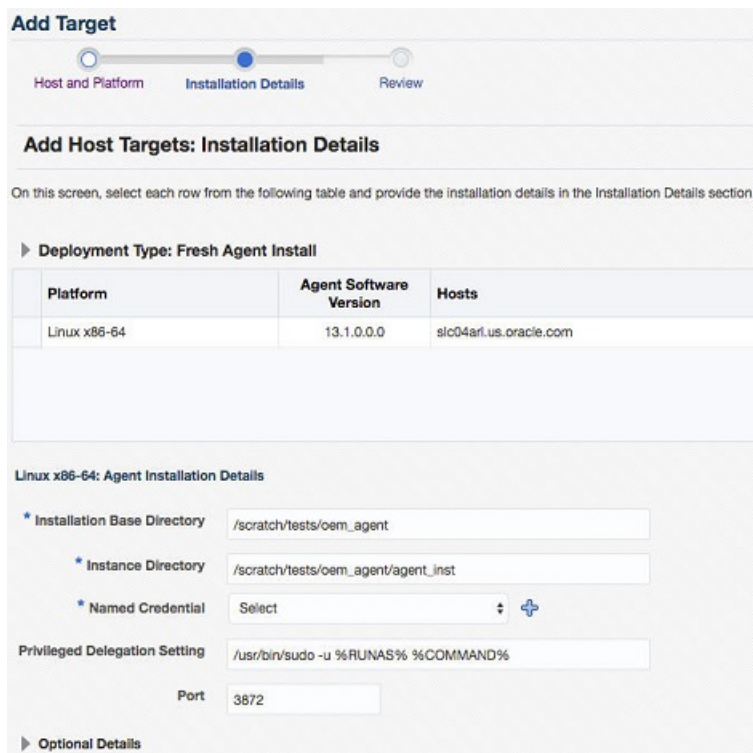 Add Target
Host and Platform Installation Details Review
Add Host Targets: Installation Details
On this screen, select each row from the following table and provide the installation details in the Installation Details section
Deployment Type: Fresh Agent Install
Platform Agent Software Version Hosts
Linux x86-64 13.1.0.0.0 slc04arl.us.oracle.com
Linux x86-64: Agent Installation Details
* Installation Base Directory /scratch/tests/oem_agent
* Instance Directory /scratch/tests/oem_agent/agent_inst
* Named Credential Select
Privileged Delegation Setting /usr/bin/sudo -u %RUNAS% %COMMAND%
Port 3872
Optional Details